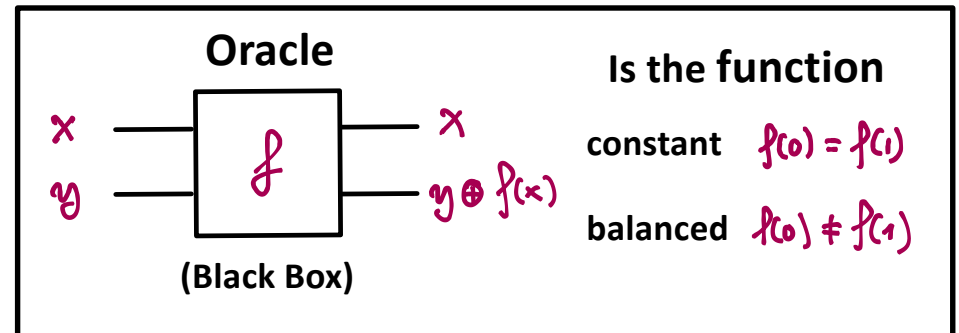 Oracle
x
y
f
x
y ⊕ f(x)
(Black Box)
Is the function
constant f(0) = f(1)
balanced f(0) ≠ f(1)